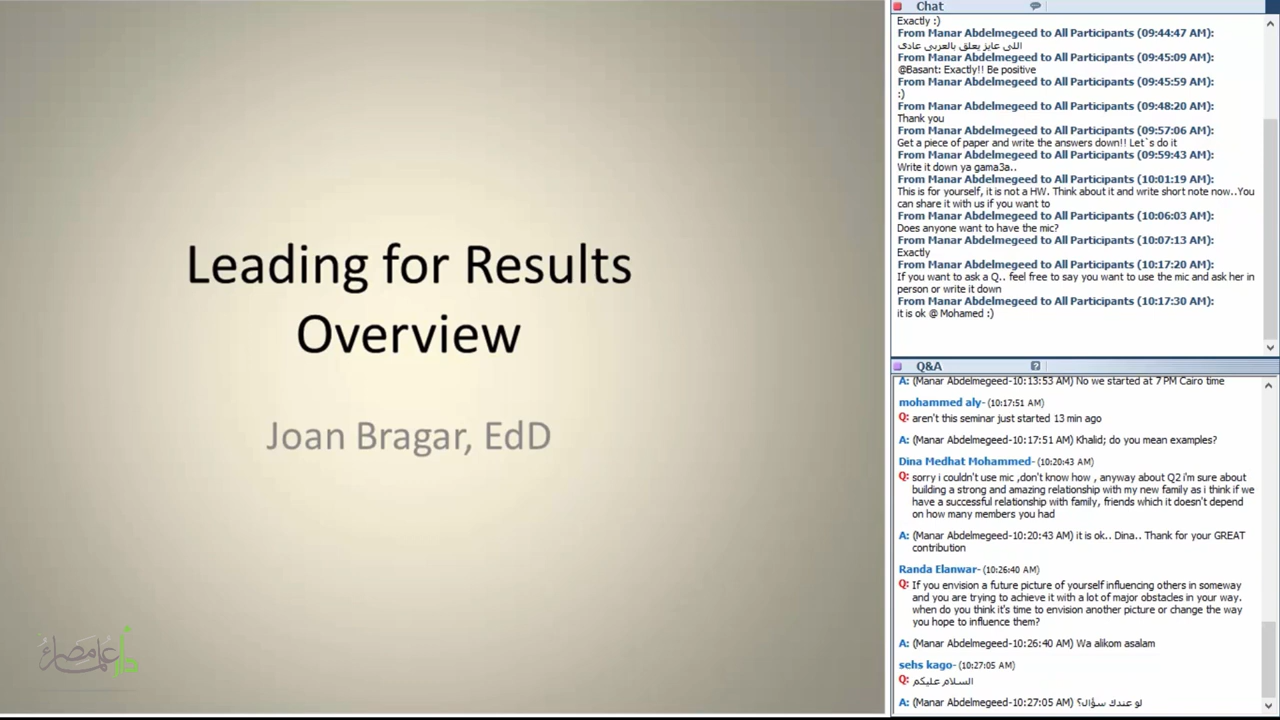 Leading for Results
Overview
Joan Bragar, EdD
علماء مصر
Chat
Exactly :)
From Manar Abdelmegeed to All Participants (09:44:47 AM):
اللى عايز يعلق بالعربى عادى
From Manar Abdelmegeed to All Participants (09:45:09 AM):
@Basant: Exactly!! Be positive
From Manar Abdelmegeed to All Participants (09:45:59 AM):
:)
From Manar Abdelmegeed to All Participants (09:48:20 AM):
Thank you
From Manar Abdelmegeed to All Participants (09:57:06 AM):
Get a piece of paper and write the answers down!! Let`s do it
From Manar Abdelmegeed to All Participants (09:59:43 AM):
Write it down ya gama3a..
From Manar Abdelmegeed to All Participants (10:01:19 AM):
This is for yourself, it is not a HW. Think about it and write short note now..You
can share it with us if you want to
From Manar Abdelmegeed to All Participants (10:06:03 AM):
Does anyone want to have the mic?
From Manar Abdelmegeed to All Participants (10:07:13 AM):
Exactly
From Manar Abdelmegeed to All Participants (10:17:20 AM):
If you want to ask a Q.. feel free to say you want to use the mic and ask her in
person or write it down
From Manar Abdelmegeed to All Participants (10:17:30 AM):
it is ok @ Mohamed :)
Q&A
A: (Manar Abdelmegeed-10:13:53 AM) No we started at 7 PM Cairo time
mohammed aly- (10:17:51 AM)
Q: aren't this seminar just started 13 min ago
A: (Manar Abdelmegeed-10:17:51 AM) Khalid; do you mean examples?
Dina Medhat Mohammed- (10:20:43 AM)
Q: sorry i couldn't use mic ,don't know how , anyway about Q2 i'm sure about
building a strong and amazing relationship with my new family as i think if we
have a successful relationship with family, friends which it doesn't depend
on how many members you had
A: (Manar Abdelmegeed-10:20:43 AM) it is ok.. Dina.. Thank for your GREAT
contribution
Randa Elanwar- (10:26:40 AM)
Q: If you envision a future picture of yourself influencing others in someway
and you are trying to achieve it with a lot of major obstacles in your way.
when do you think it's time to envision another picture or change the way
you hope to influence them?
A: (Manar Abdelmegeed-10:26:40 AM) Wa alikom asalam
sehs kago- (10:27:05 AM)
Q: السلام عليكم
A: (Manar Abdelmegeed-10:27:05 AM) لو عندك سؤال؟